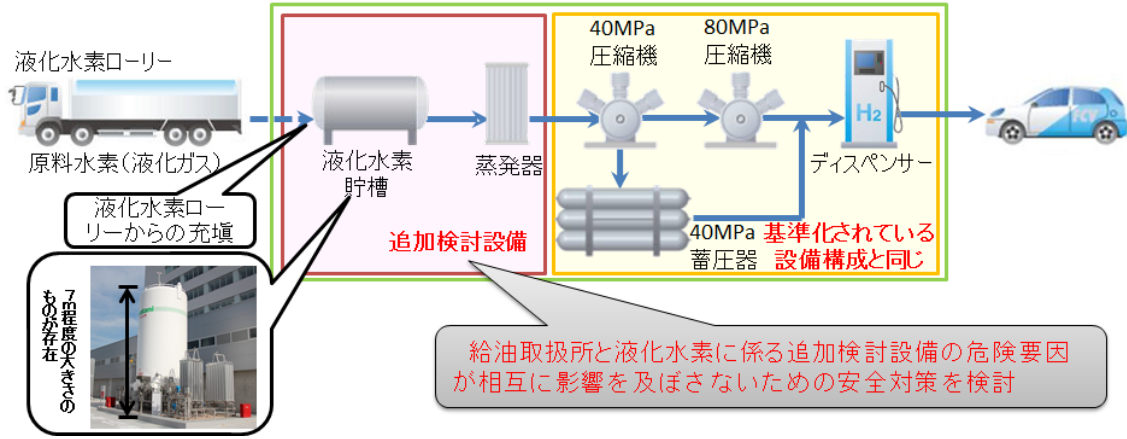 40MPa
圧縮機
80MPa
圧縮機
液化水素ローリー
H2
FCV
原料水素(液化ガス)
液化水素
貯槽
蒸発器
ディスペンサー
液化水素ロー
リーからの充塡
追加検討設備
40MPa
蓄圧器
基準化されている
設備構成と同じ
7m程度の大きさの
ものが存在
給油取扱所と液化水素に係る追加検討設備の危険要因
が相互に影響を及ぼさないための安全対策を検討